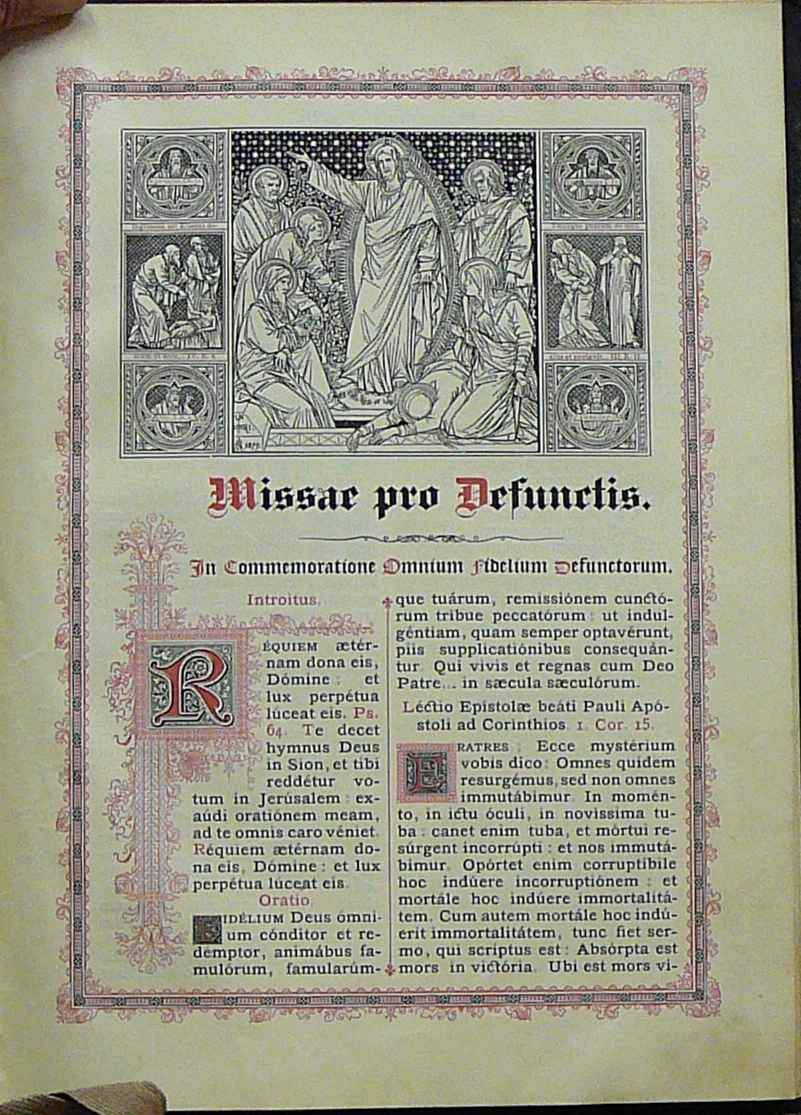 Missae pro Defunctis.
In Commemoratione Omnium Fidelium Defunctorum.
Introitus.
RÉQUIEM ætér-
nam dona eis,
Dómine : et
lux perpétua
lúceat eis. Ps.
64. Te decet
hymnus Deus
in Sion, et tibi
reddétur vo-
tum in Jerúsalem : ex-
aúdi oratiónem meam,
ad te omnis caro véniet.
Réquiem ætérnam do-
na eis, Dómine : et lux
perpétua lúceat eis.
Oratio.
FIDÉLIUM Deus ómni-
um cónditor et re-
démptor, animábus fa-
mulórum, famularúm-
que tuárum, remissiónem cunctó-
rum tríbue peccatórum : ut indul-
géntiam, quam semper optavérunt,
piis supplicatiónibus consequán-
tur. Qui vivis et regnas cum Deo
Patre... in sæcula sæculórum.
Léctio Epístolæ beáti Pauli Apó-
stoli ad Corínthios. 1. Cor. 15.
FRATRES : Ecce mystérium
vobis dico : Omnes quidem
resurgémus, sed non omnes
immutábimur. In momén-
to, in ictu óculi, in novíssima tu-
ba : canet enim tuba, et mórtui re-
súrgent incorrúpti : et nos immutá-
bimur. Opórtet enim corruptíbile
hoc indúere incorruptiónem : et
mortále hoc indúere immortalitá-
tem. Cum autem mortále hoc indú-
erit immortalitátem, tunc fiet ser-
mo, qui scriptus est : Absórpta est
mors in victória. Ubi est mors vi-